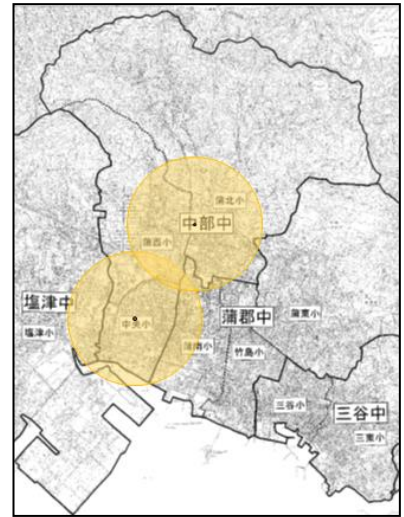 蒲北小
中部中
蒲西小
塩津中
塩津小
中央小
蒲南小
蒲郡中
竹島小
蒲東小
三谷小
三谷中
三東小